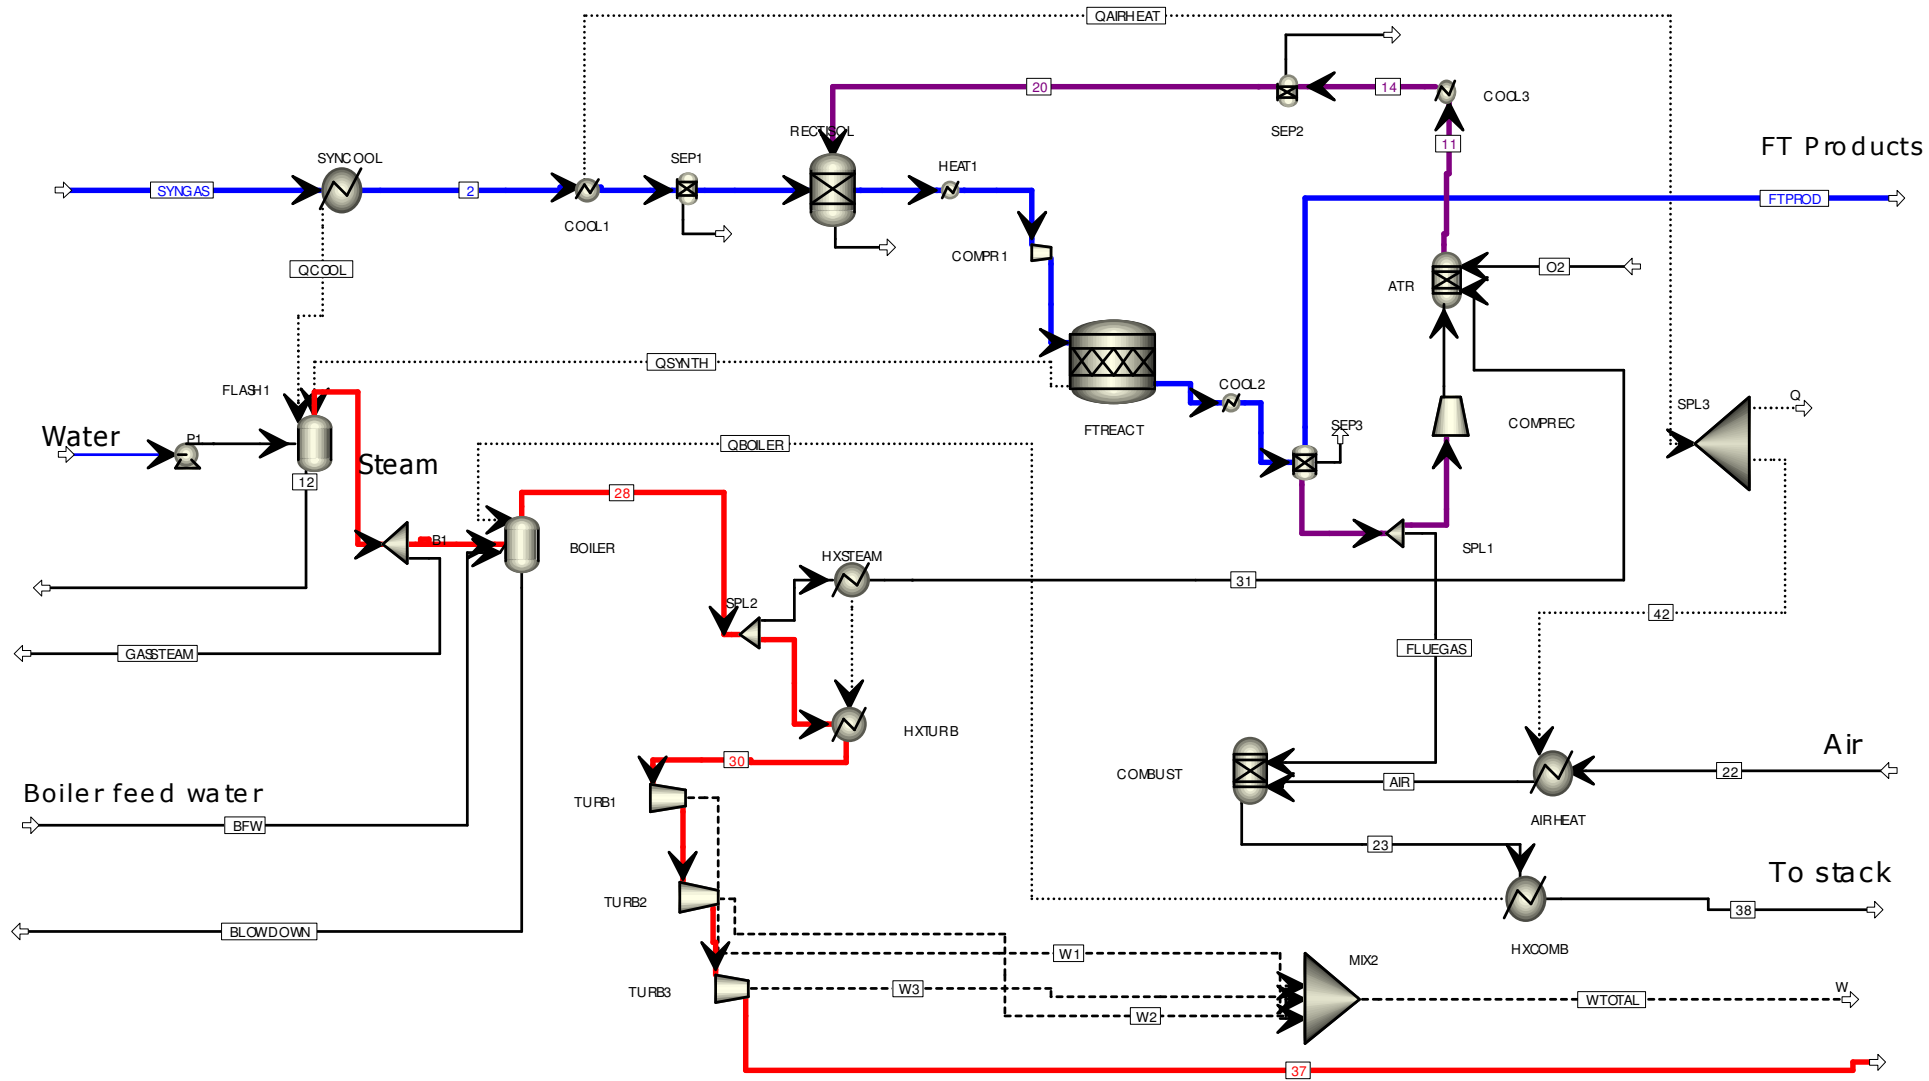 QAIRHEAT
20
14
COOL3
SEP2
RECTISOL
11
FT Products
SYNCOOL
SEP1
HEAT1
SYNGAS
2
FTPROD
COOL1
COMPR1
QCOOL
O2
ATR
QSYNTH
FLASH1
COOL2
Q
SPL3
FTREACT
SEP3
COMPREC
Water
P1
QBOILER
Steam
12
28
B1
BOILER
SPL1
HXSTEAM
31
SPL2
42
GASSTEAM
FLUEGAS
HXTURB
Air
30
COMBUST
22
AIR
Boiler feed water
TURB1
BFW
AIRHEAT
23
To stack
TURB2
38
BLOWDOWN
W1
HXCOMB
MIX2
TURB3
W3
W
WTOTAL
W2
37